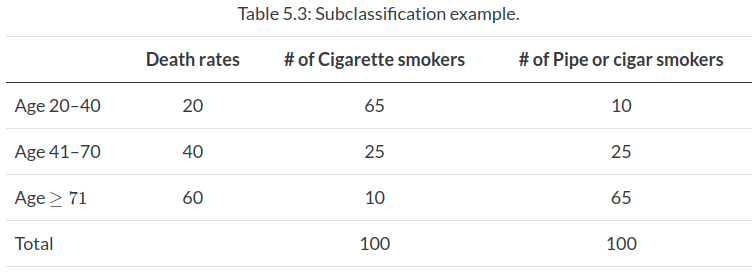 Table 5.3: Subclassification example.
Death rates # of Cigarette smokers # of Pipe or cigar smokers
Age 20–40 20 65 10
Age 41–70 40 25 25
Age ≥ 71 60 10 65
Total 100 100